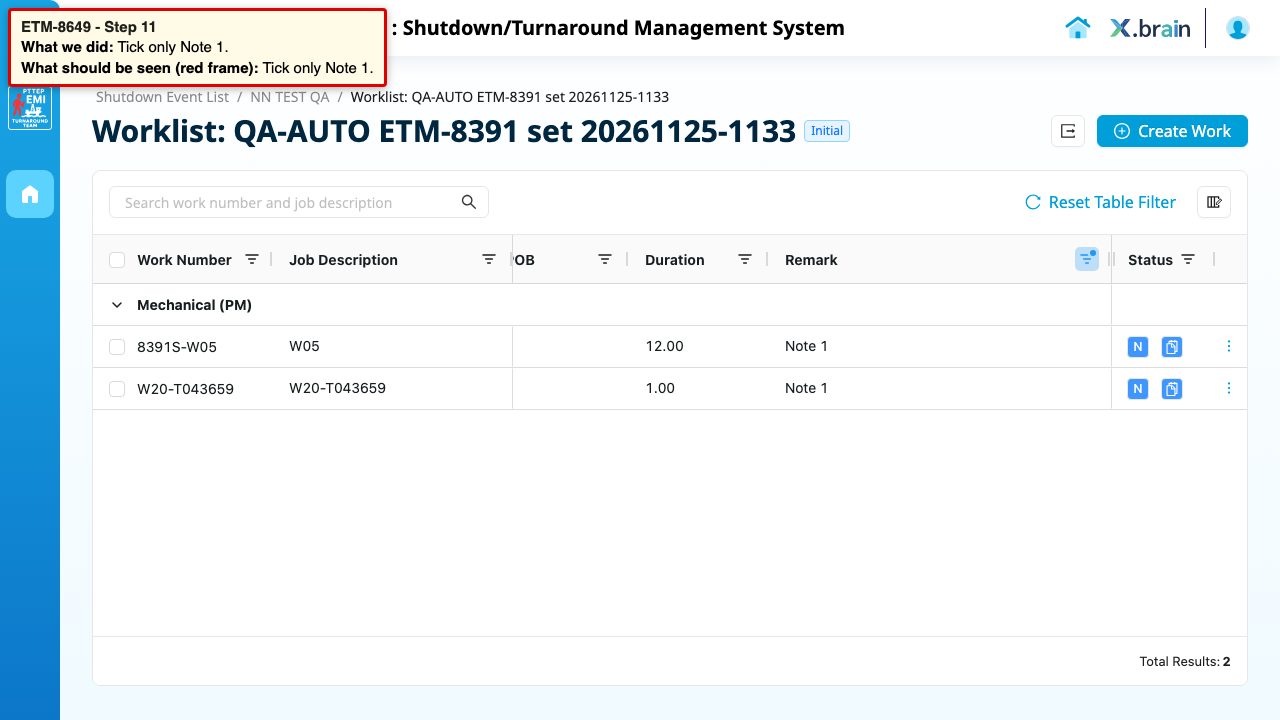 ETM-8649 - Step 11
What we did: Tick only Note 1.
What should be seen (red frame): Tick only Note 1.
: Shutdown/Turnaround Management System
X.brain
PTTEP
EMI
TURNAROUND
TEAM
Shutdown Event List / NN TEST QA / Worklist: QA-AUTO ETM-8391 set 20261125-1133
Worklist: QA-AUTO ETM-8391 set 20261125-1133 Initial
Create Work
Search work number and job description
Reset Table Filter
Work Number Job Description OB Duration Remark Status
Mechanical (PM)
8391S-W05 W05 12.00 Note 1 N
W20-T043659 W20-T043659 1.00 Note 1 N
Total Results: 2